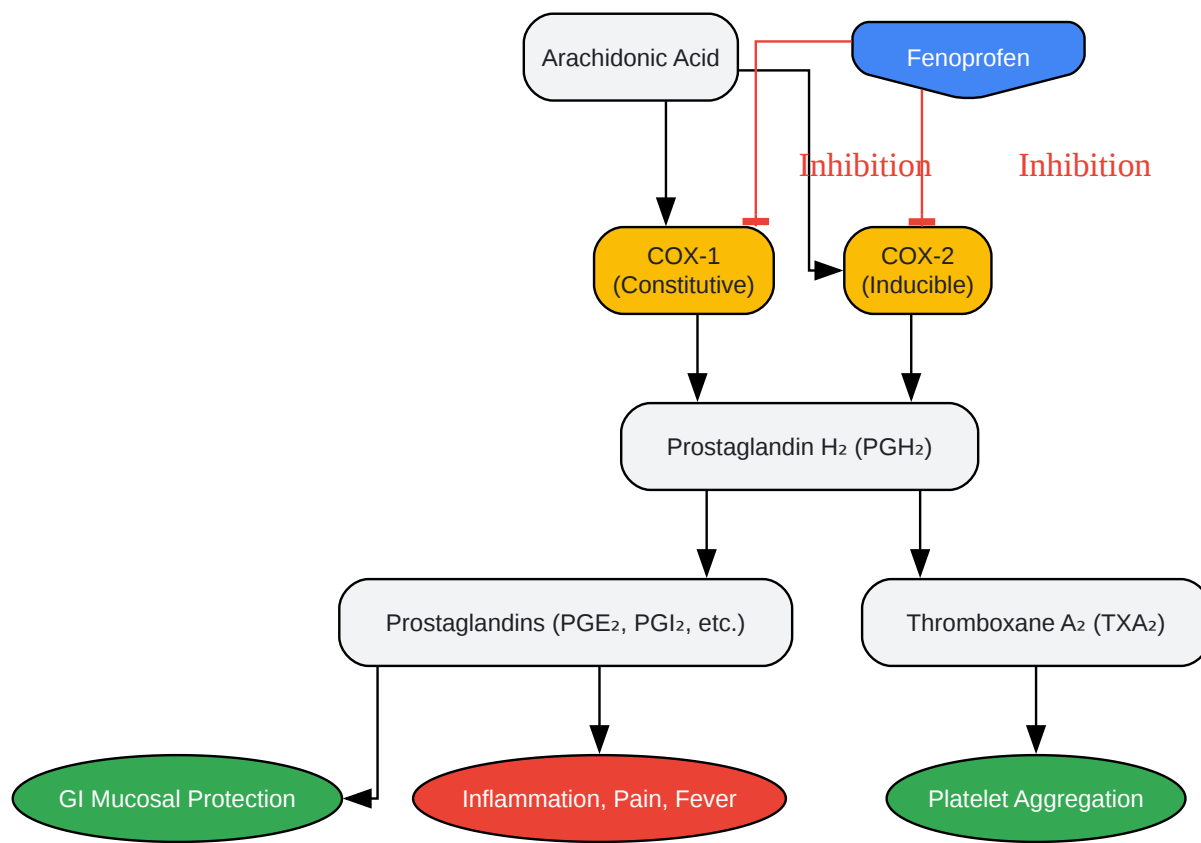 Arachidonic Acid
Fenoprofen
Inhibition
Inhibition
COX-1
(Constitutive)
COX-2
(Inducible)
Prostaglandin H₂ (PGH₂)
Prostaglandins (PGE₂, PGI₂, etc.)
Thromboxane A₂ (TXA₂)
GI Mucosal Protection
Inflammation, Pain, Fever
Platelet Aggregation